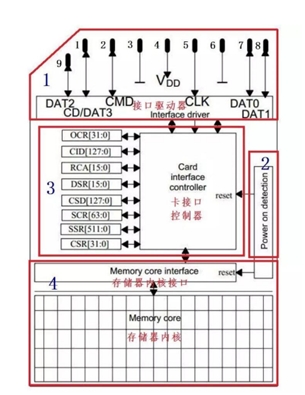 1
9 1 2 3 4 5 6 7 8
VDD
DAT2 CMD CLK DAT0
CD/DAT3 接口驱动器 DAT1
Interface driver
OCR[31:0]
CID[127:0]
RCA[15:0]
DSR[15:0]
CSD[127:0]
SCR[63:0]
SSR[511:0]
CSR[31:0]
3
Card
interface
controller
卡接口
控制器
reset
2
Power on detection
4
Memory core interface
存储器内核接口
reset
Memory core
存储器内核